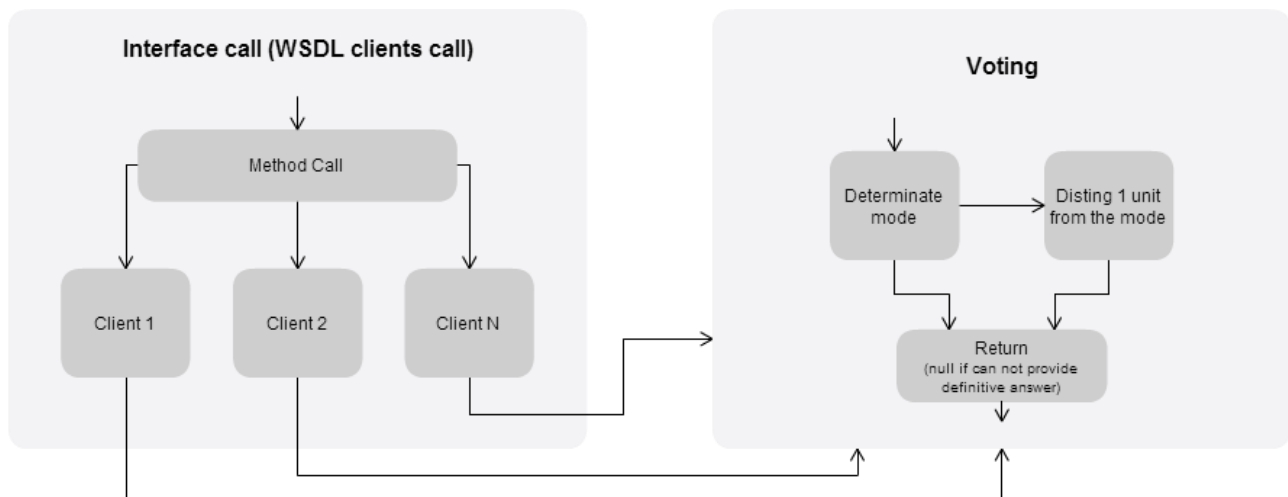 Interface call (WSDL clients call)
Method Call
Client 1
Client 2
Client N
Voting
Determinate
mode
Disting 1 unit
from the mode
Return
(null if can not provide
definitive answer)